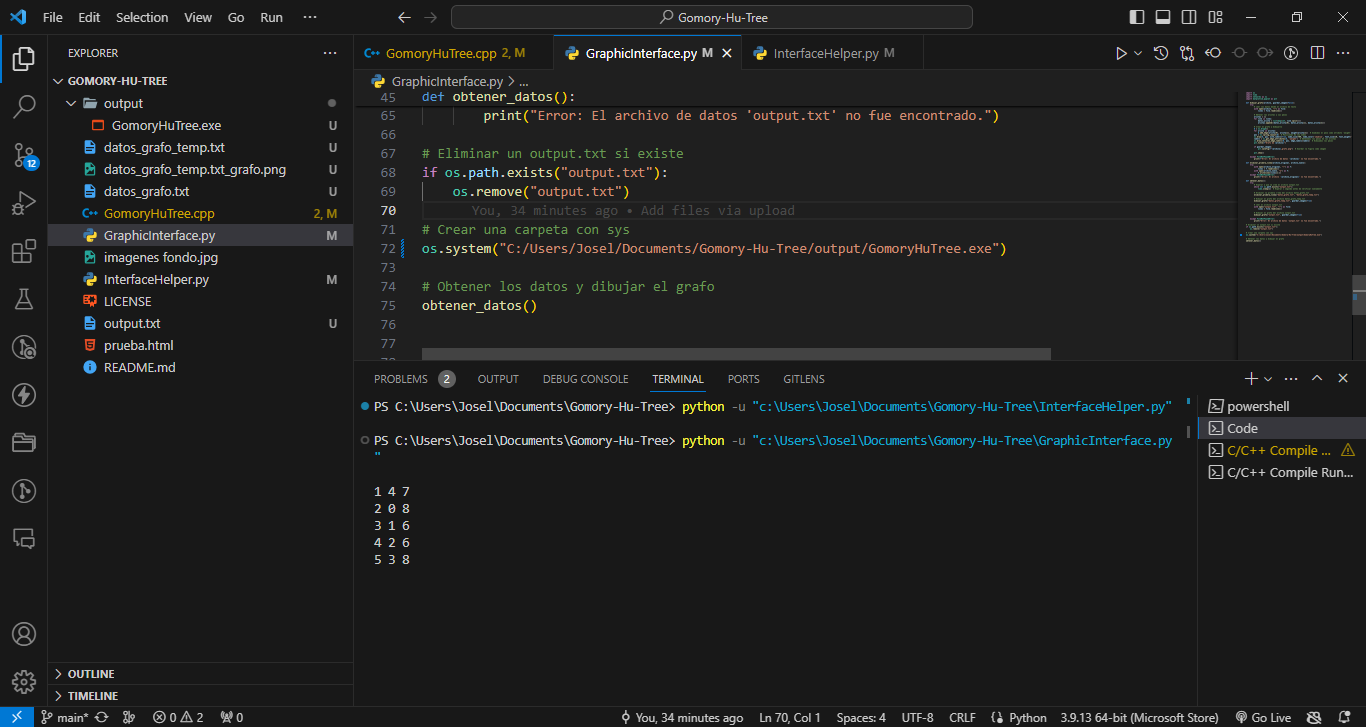 File Edit Selection View Go Run ···
Gomory-Hu-Tree
EXPLORER
GOMORY-HU-TREE
output
GomoryHuTree.exe U
datos_grafo_temp.txt U
datos_grafo_temp.txt_grafo.png U
datos_grafo.txt U
GomoryHuTree.cpp 2, M
GraphicInterface.py M
imagenes fondo.jpg
InterfaceHelper.py M
LICENSE
output.txt U
prueba.html
README.md
OUTLINE
TIMELINE
12
GomoryHuTree.cpp 2, M
GraphicInterface.py M
InterfaceHelper.py M
GraphicInterface.py > ...
45 def obtener_datos():
65 print("Error: El archivo de datos 'output.txt' no fue encontrado.")
66
67 # Eliminar un output.txt si existe
68 if os.path.exists("output.txt"):
69 os.remove("output.txt")
70 You, 34 minutes ago • Add files via upload
71 # Crear una carpeta con sys
72 os.system("C:/Users/Josel/Documents/Gomory-Hu-Tree/output/GomoryHuTree.exe")
73
74 # Obtener los datos y dibujar el grafo
75 obtener_datos()
76
77
PROBLEMS 2 OUTPUT DEBUG CONSOLE TERMINAL PORTS GITLENS
PS C:\Users\Josel\Documents\Gomory-Hu-Tree> python -u "c:\Users\Josel\Documents\Gomory-Hu-Tree\InterfaceHelper.py"
PS C:\Users\Josel\Documents\Gomory-Hu-Tree> python -u "c:\Users\Josel\Documents\Gomory-Hu-Tree\GraphicInterface.py
"
1 4 7
2 0 8
3 1 6
4 2 6
5 3 8
powershell
Code
C/C++ Compile ...
C/C++ Compile Run...
main* 0 2 0
You, 34 minutes ago Ln 70, Col 1 Spaces: 4 UTF-8 CRLF Python 3.9.13 64-bit (Microsoft Store) Go Live